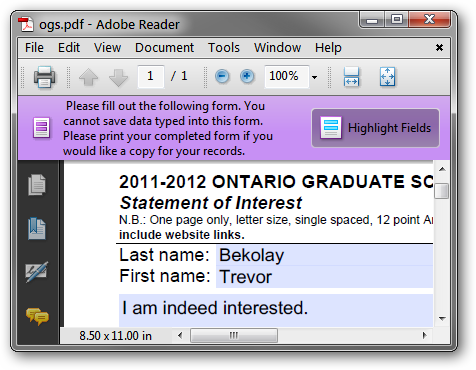 ogs.pdf - Adobe Reader
File Edit View Document Tools Window Help
1 / 1 100%
Please fill out the following form. You
cannot save data typed into this form.
Please print your completed form if you
would like a copy for your records.
Highlight Fields
2011-2012 ONTARIO GRADUATE SC
Statement of Interest
N.B.: One page only, letter size, single spaced, 12 point Ar
include website links.
Last name: Bekolay
First name: Trevor
I am indeed interested.
8.50 x 11.00 in